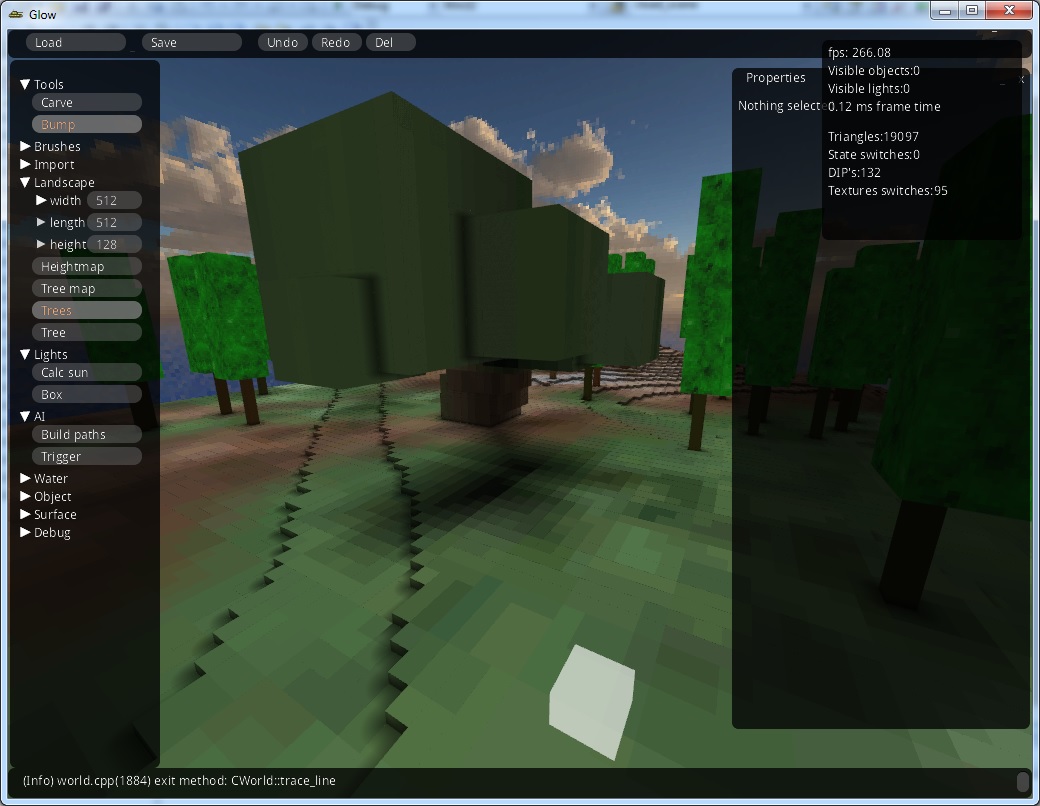 Glow
Load Save Undo Redo Del
Tools
Carve
Bump
Brushes
Import
Landscape
width 512
length 512
height 128
Heightmap
Tree map
Trees
Tree
Lights
Calc sun
Box
AI
Build paths
Trigger
Water
Object
Surface
Debug
Properties
Nothing selecte
fps: 266.08
Visible objects:0
Visible lights:0
0.12 ms frame time
Triangles:19097
State switches:0
DIP's:132
Textures switches:95
(Info) world.cpp(1884) exit method: CWorld::trace_line